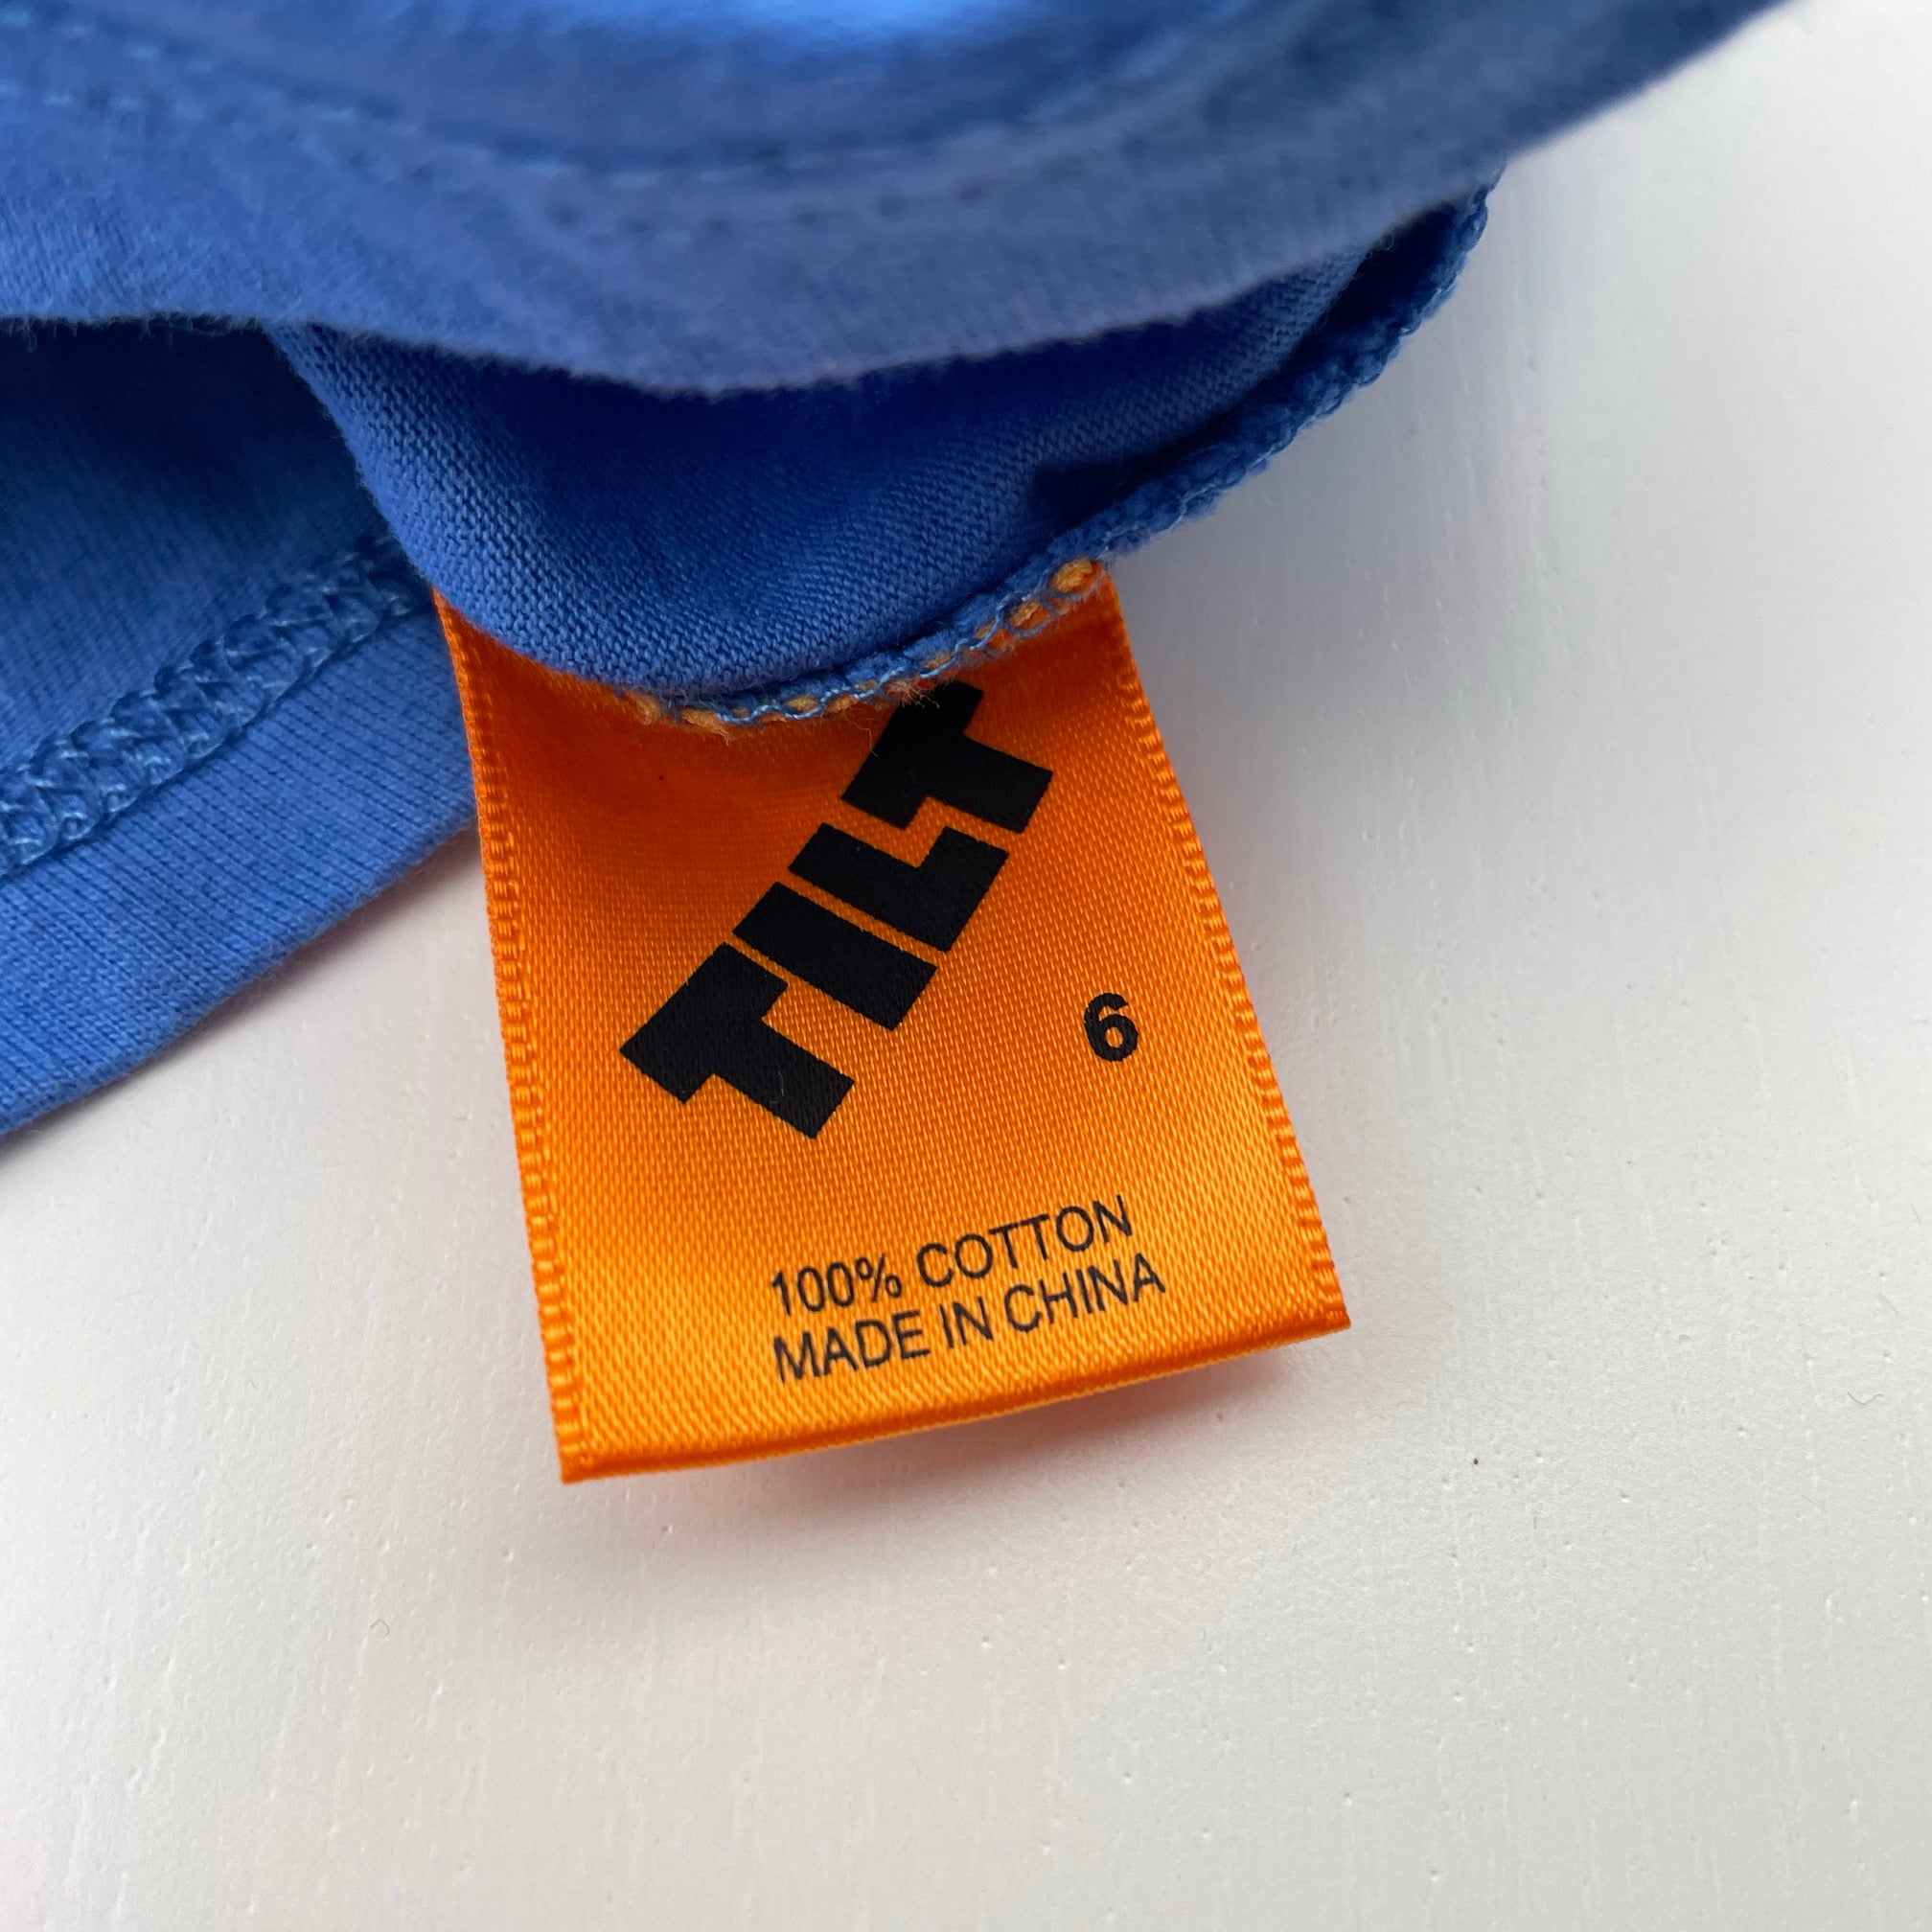 TILT
6
100% COTTON
MADE IN CHINA